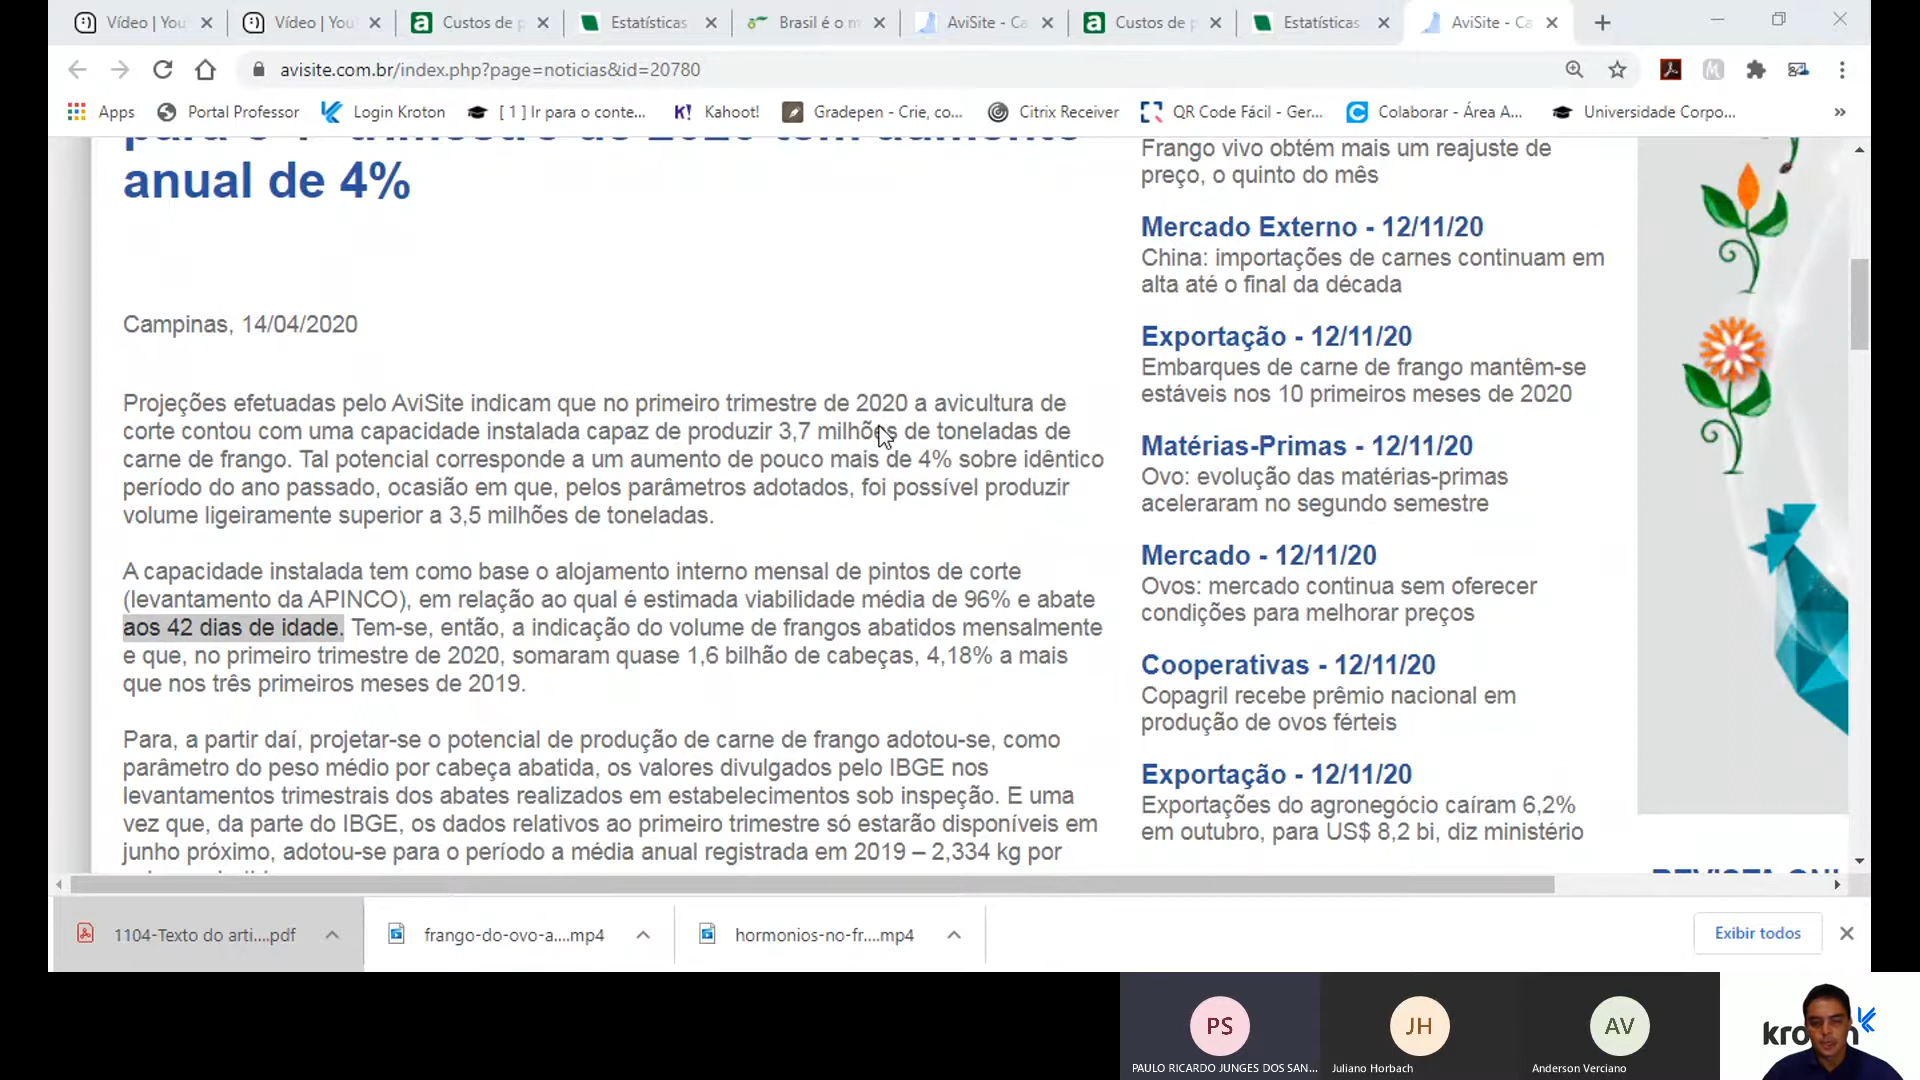 Vídeo | You
Vídeo | You
Custos de p
Estatísticas
Brasil é o m
AviSite - Ca
Custos de p
Estatísticas
AviSite - Ca
avisite.com.br/index.php?page=noticias&id=20780
Apps
Portal Professor
Login Kroton
[ 1 ] Ir para o conte...
Kahoot!
Gradepen - Crie, co...
Citrix Receiver
QR Code Fácil - Ger...
Colaborar - Área A...
Universidade Corpo...
»
para o 1º trimestre de 2020 tem aumento
anual de 4%
Campinas, 14/04/2020
Projeções efetuadas pelo AviSite indicam que no primeiro trimestre de 2020 a avicultura de
corte contou com uma capacidade instalada capaz de produzir 3,7 milhões de toneladas de
carne de frango. Tal potencial corresponde a um aumento de pouco mais de 4% sobre idêntico
período do ano passado, ocasião em que, pelos parâmetros adotados, foi possível produzir
volume ligeiramente superior a 3,5 milhões de toneladas.
A capacidade instalada tem como base o alojamento interno mensal de pintos de corte
(levantamento da APINCO), em relação ao qual é estimada viabilidade média de 96% e abate
aos 42 dias de idade. Tem-se, então, a indicação do volume de frangos abatidos mensalmente
e que, no primeiro trimestre de 2020, somaram quase 1,6 bilhão de cabeças, 4,18% a mais
que nos três primeiros meses de 2019.
Para, a partir daí, projetar-se o potencial de produção de carne de frango adotou-se, como
parâmetro do peso médio por cabeça abatida, os valores divulgados pelo IBGE nos
levantamentos trimestrais dos abates realizados em estabelecimentos sob inspeção. E uma
vez que, da parte do IBGE, os dados relativos ao primeiro trimestre só estarão disponíveis em
junho próximo, adotou-se para o período a média anual registrada em 2019 – 2,334 kg por
Frango vivo obtém mais um reajuste de
preço, o quinto do mês
Mercado Externo - 12/11/20
China: importações de carnes continuam em
alta até o final da década
Exportação - 12/11/20
Embarques de carne de frango mantêm-se
estáveis nos 10 primeiros meses de 2020
Matérias-Primas - 12/11/20
Ovo: evolução das matérias-primas
aceleraram no segundo semestre
Mercado - 12/11/20
Ovos: mercado continua sem oferecer
condições para melhorar preços
Cooperativas - 12/11/20
Copagril recebe prêmio nacional em
produção de ovos férteis
Exportação - 12/11/20
Exportações do agronegócio caíram 6,2%
em outubro, para US$ 8,2 bi, diz ministério
1104-Texto do arti....pdf
frango-do-ovo-a....mp4
hormonios-no-fr....mp4
Exibir todos
PS
PAULO RICARDO JUNGES DOS SAN...
JH
Juliano Horbach
AV
Anderson Verciano